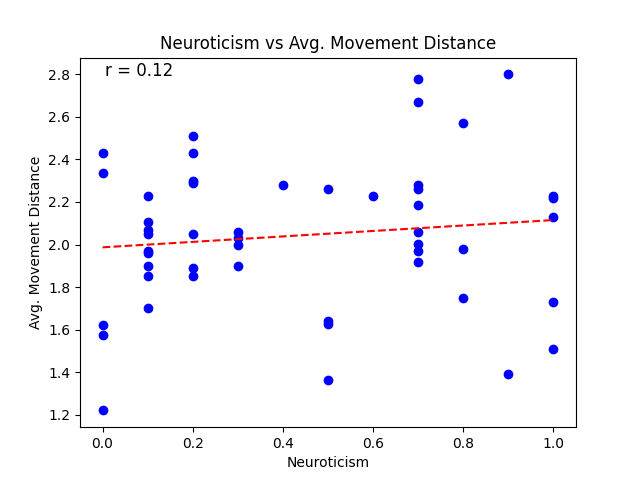 Neuroticism vs Avg. Movement Distance
r = 0.12
2.8
2.6
2.4
2.2
2.0
1.8
1.6
1.4
1.2
Avg. Movement Distance
0.0 0.2 0.4 0.6 0.8 1.0
Neuroticism